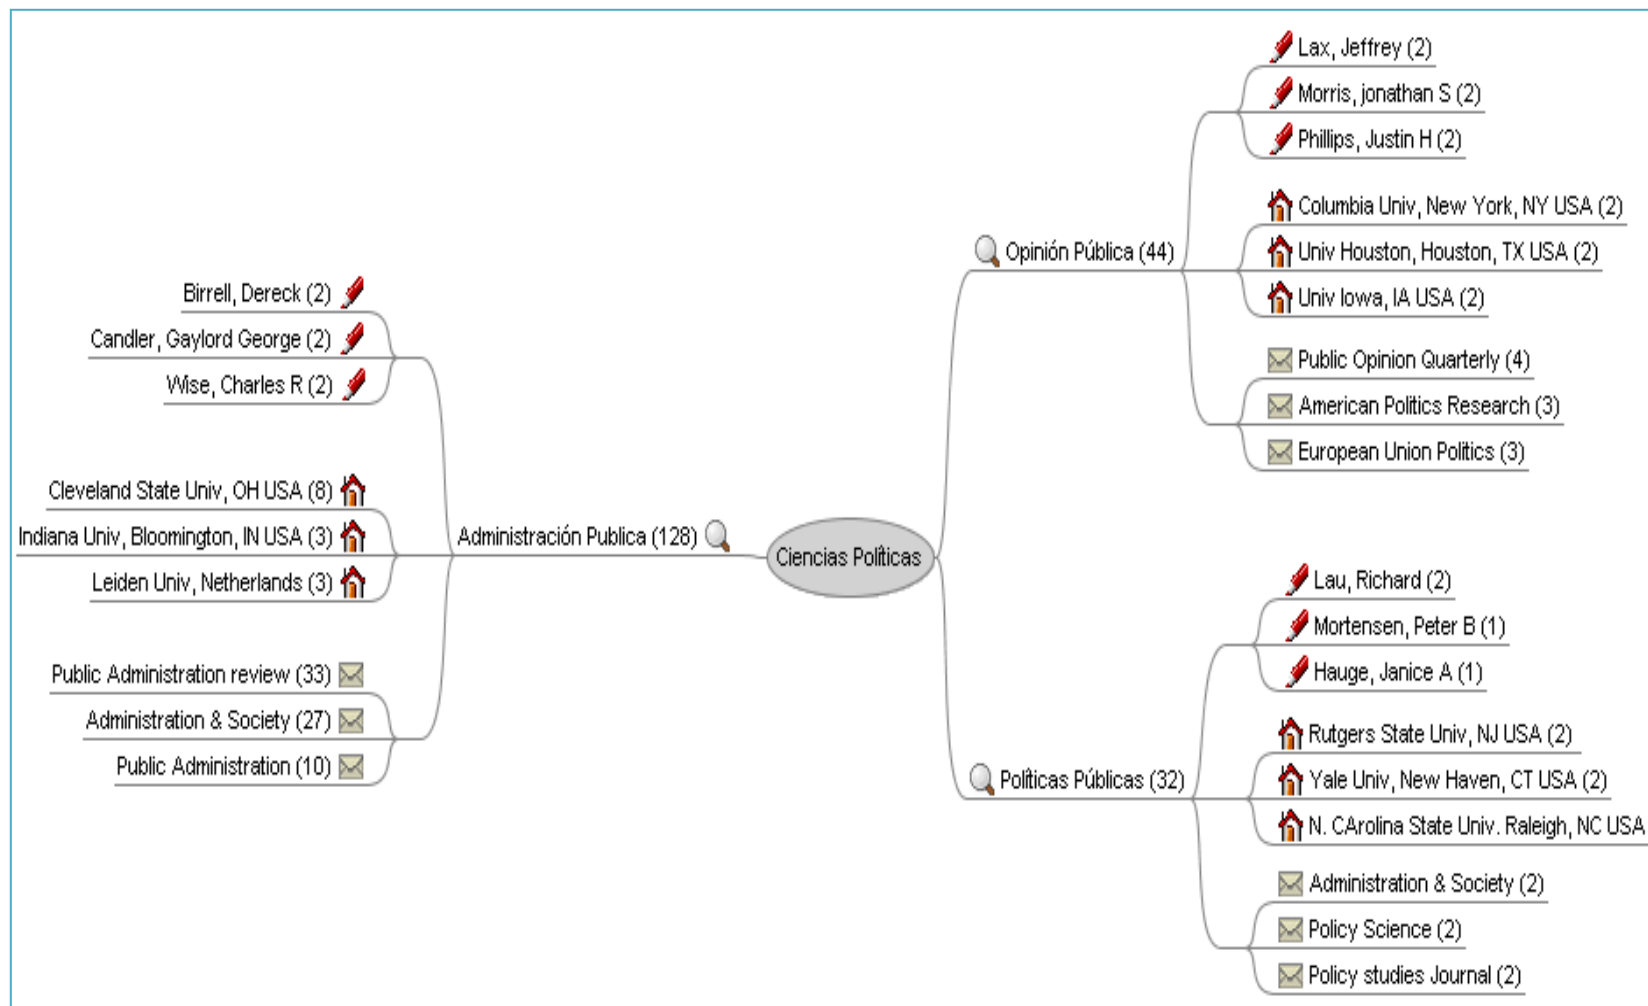 Ciencias Políticas
Administración Publica (128)
Birrell, Dereck (2)
Candler, Gaylord George (2)
Wise, Charles R (2)
Cleveland State Univ, OH USA (8)
Indiana Univ, Bloomington, IN USA (3)
Leiden Univ, Netherlands (3)
Public Administration review (33)
Administration & Society (27)
Public Administration (10)
Opinión Pública (44)
Lax, Jeffrey (2)
Morris, jonathan S (2)
Phillips, Justin H (2)
Columbia Univ, New York, NY USA (2)
Univ Houston, Houston, TX USA (2)
Univ Iowa, IA USA (2)
Public Opinion Quarterly (4)
American Politics Research (3)
European Union Politics (3)
Políticas Públicas (32)
Lau, Richard (2)
Mortensen, Peter B (1)
Hauge, Janice A (1)
Rutgers State Univ, NJ USA (2)
Yale Univ, New Haven, CT USA (2)
N. CArolina State Univ. Raleigh, NC USA
Administration & Society (2)
Policy Science (2)
Policy studies Journal (2)